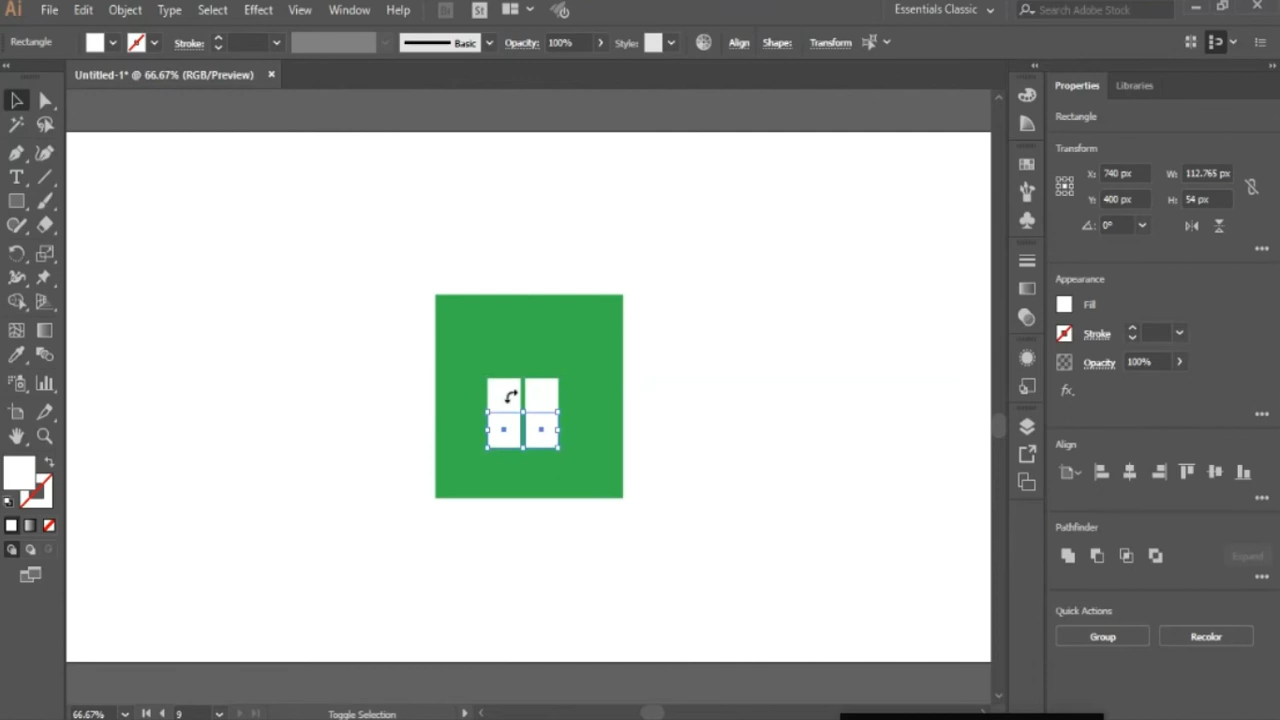 Ai File Edit Object Type Select Effect View Window Help Br St Essentials Classic Search Adobe Stock
Rectangle Stroke: Basic Opacity: 100% Style: Align Shape: Transform
Untitled-1* @ 66.67% (RGB/Preview) ×
Properties Libraries
Rectangle
Transform
X: 740 px W: 112.765 px
Y: 400 px H: 54 px
0°
Appearance
Fill
Stroke
Opacity 100%
fx.
Align
Pathfinder
Expand
Quick Actions
Group Recolor
66.67% 9 Toggle Selection